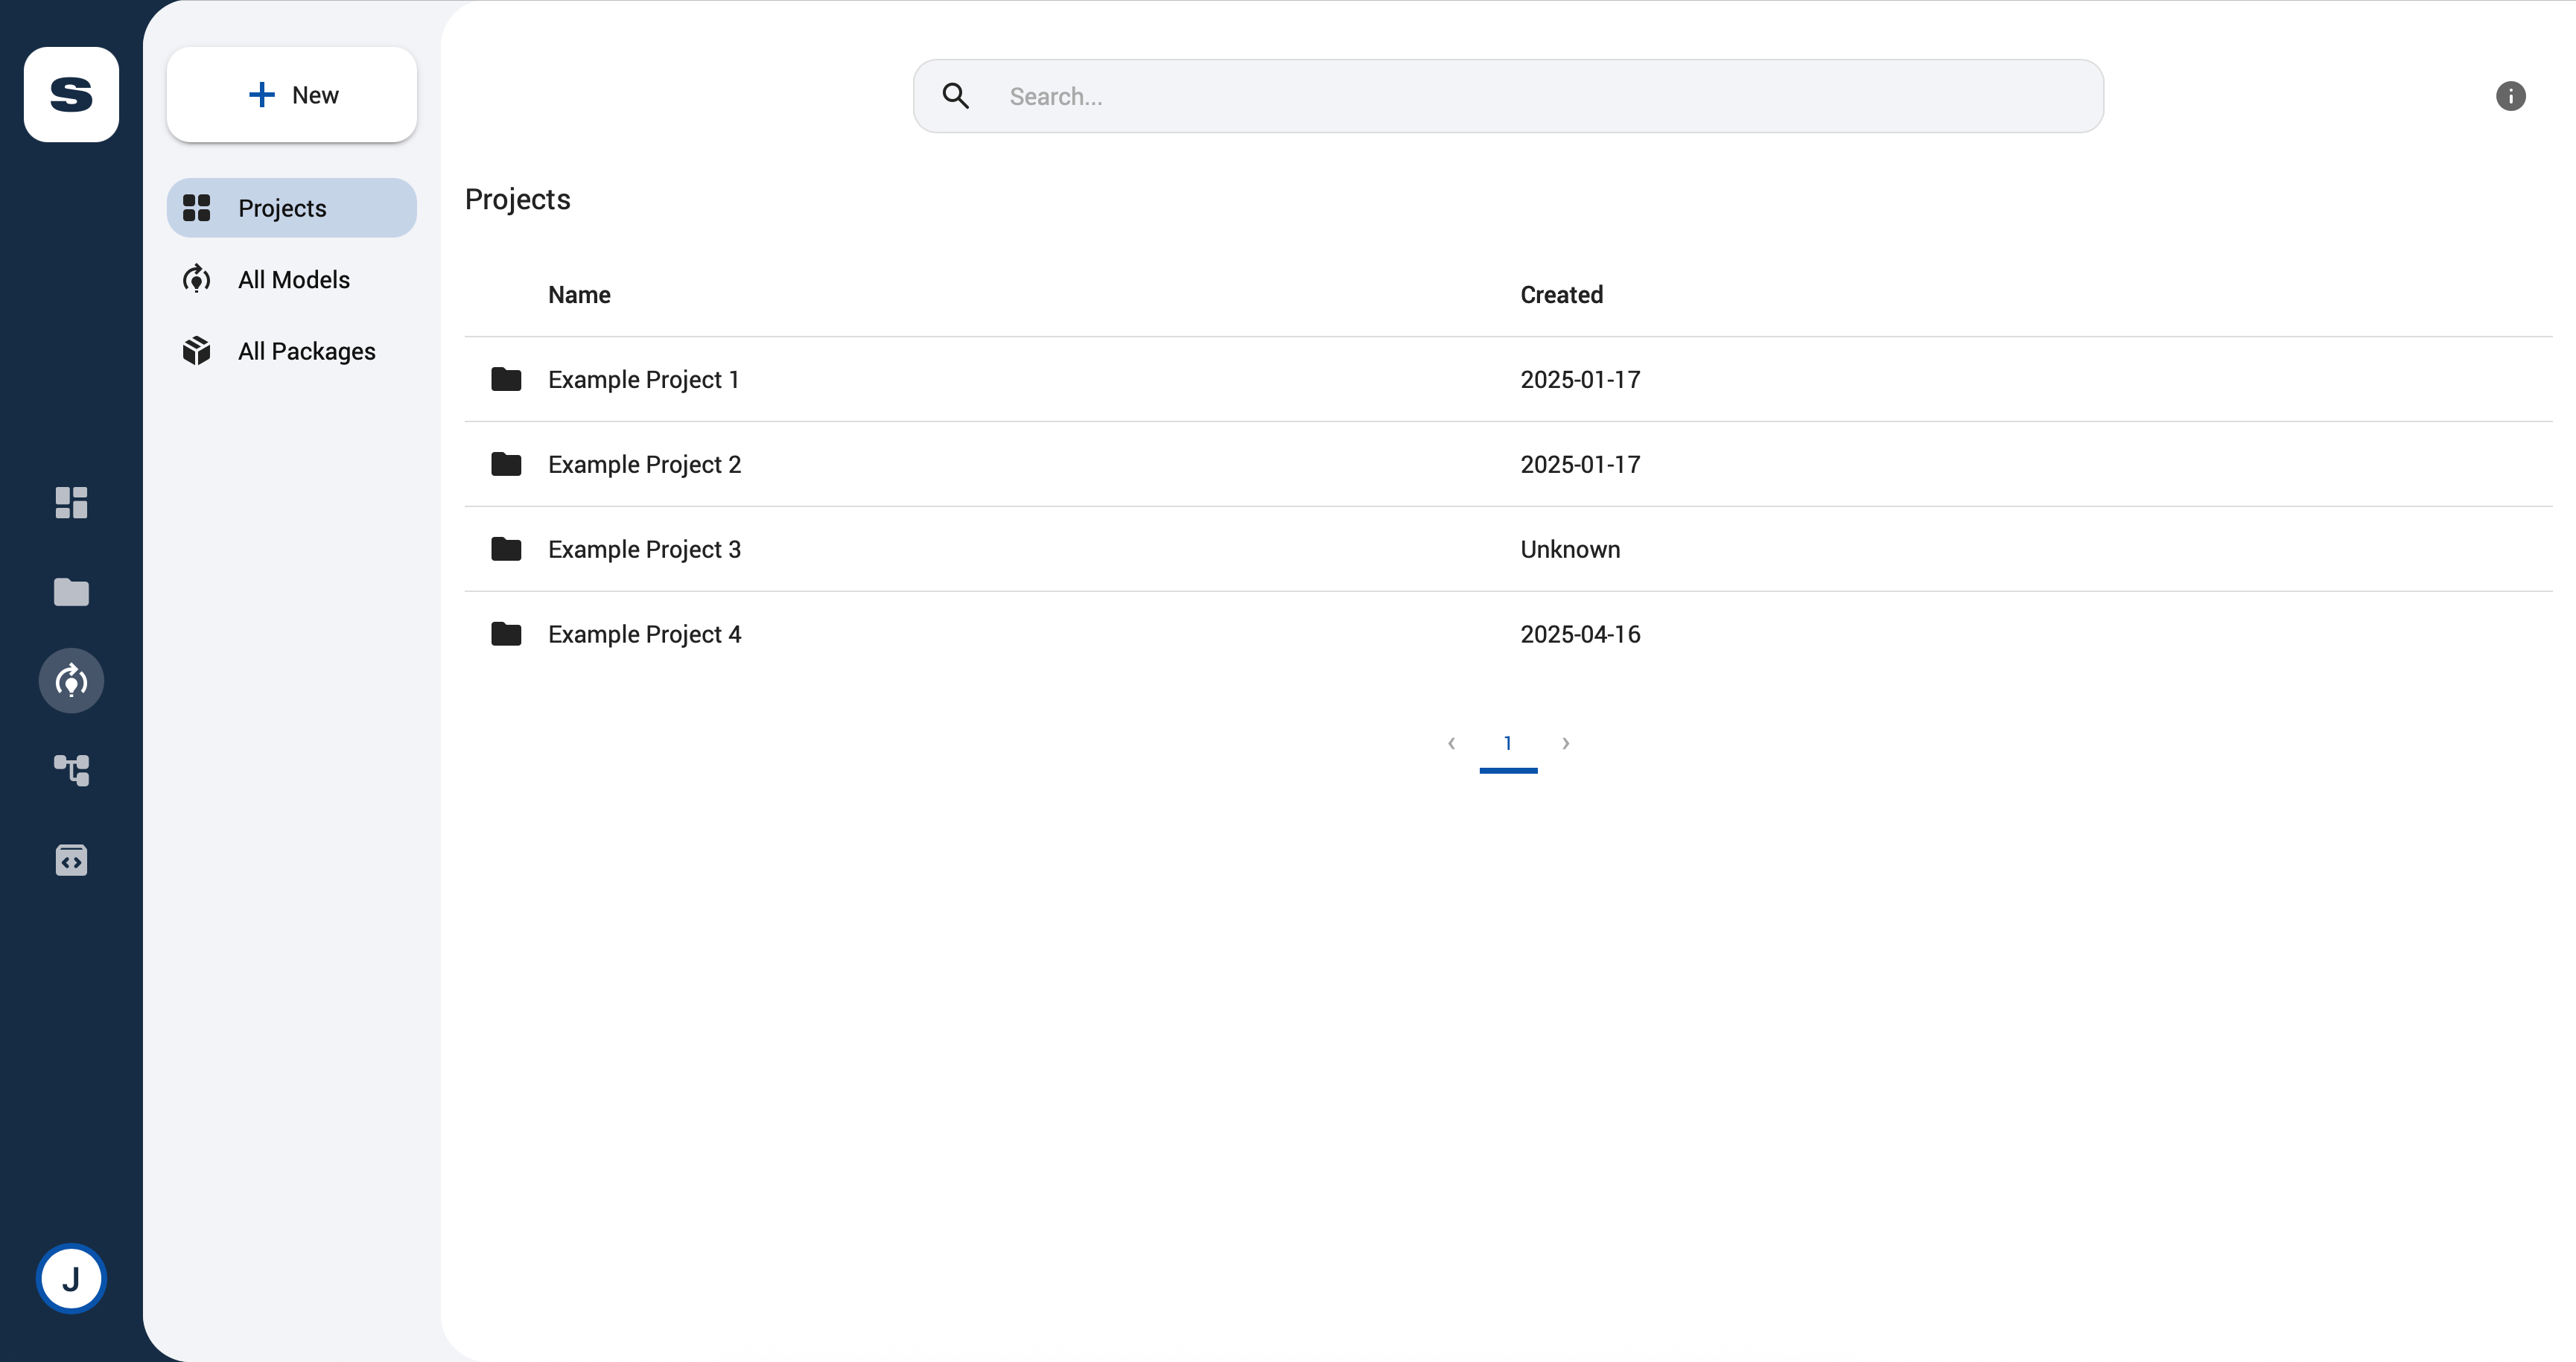 S
New
Search...
Projects
All Models
All Packages
Projects
Name Created
Example Project 1 2025-01-17
Example Project 2 2025-01-17
Example Project 3 Unknown
Example Project 4 2025-04-16
1
J